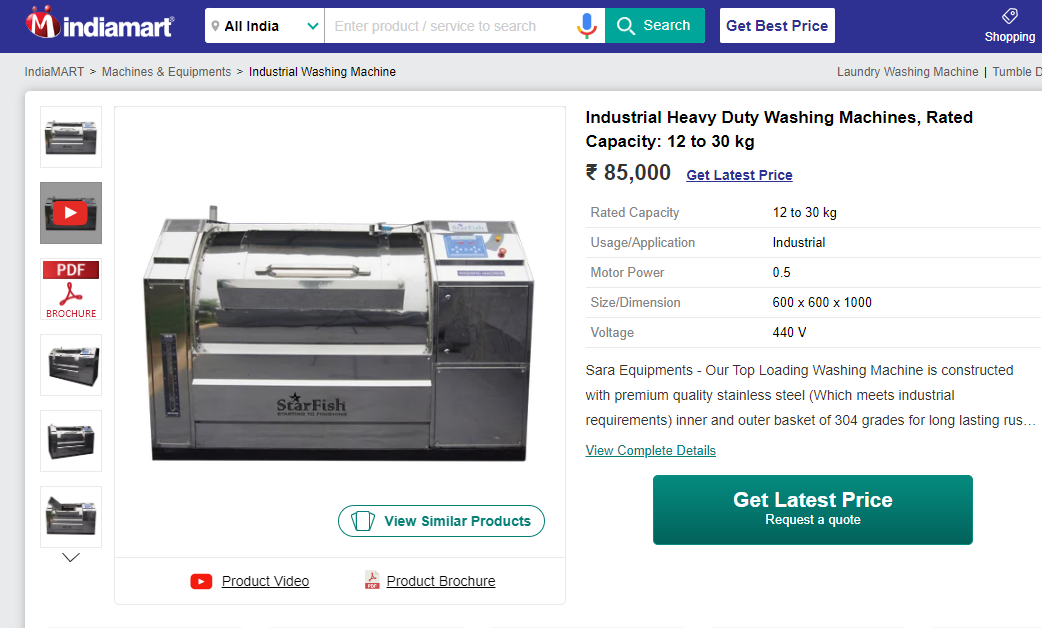 indiamart
All India
Enter product / service to search
Search
Get Best Price
Shopping
IndiaMART > Machines & Equipments > Industrial Washing Machine
Laundry Washing Machine | Tumble D
PDF
BROCHURE
StarFish
StarFish
STARTING TO FINISHING
View Similar Products
Product Video
Product Brochure
Industrial Heavy Duty Washing Machines, Rated
Capacity: 12 to 30 kg
₹ 85,000 Get Latest Price
Rated Capacity 12 to 30 kg
Usage/Application Industrial
Motor Power 0.5
Size/Dimension 600 x 600 x 1000
Voltage 440 V
Sara Equipments - Our Top Loading Washing Machine is constructed
with premium quality stainless steel (Which meets industrial
requirements) inner and outer basket of 304 grades for long lasting rus…
View Complete Details
Get Latest Price
Request a quote